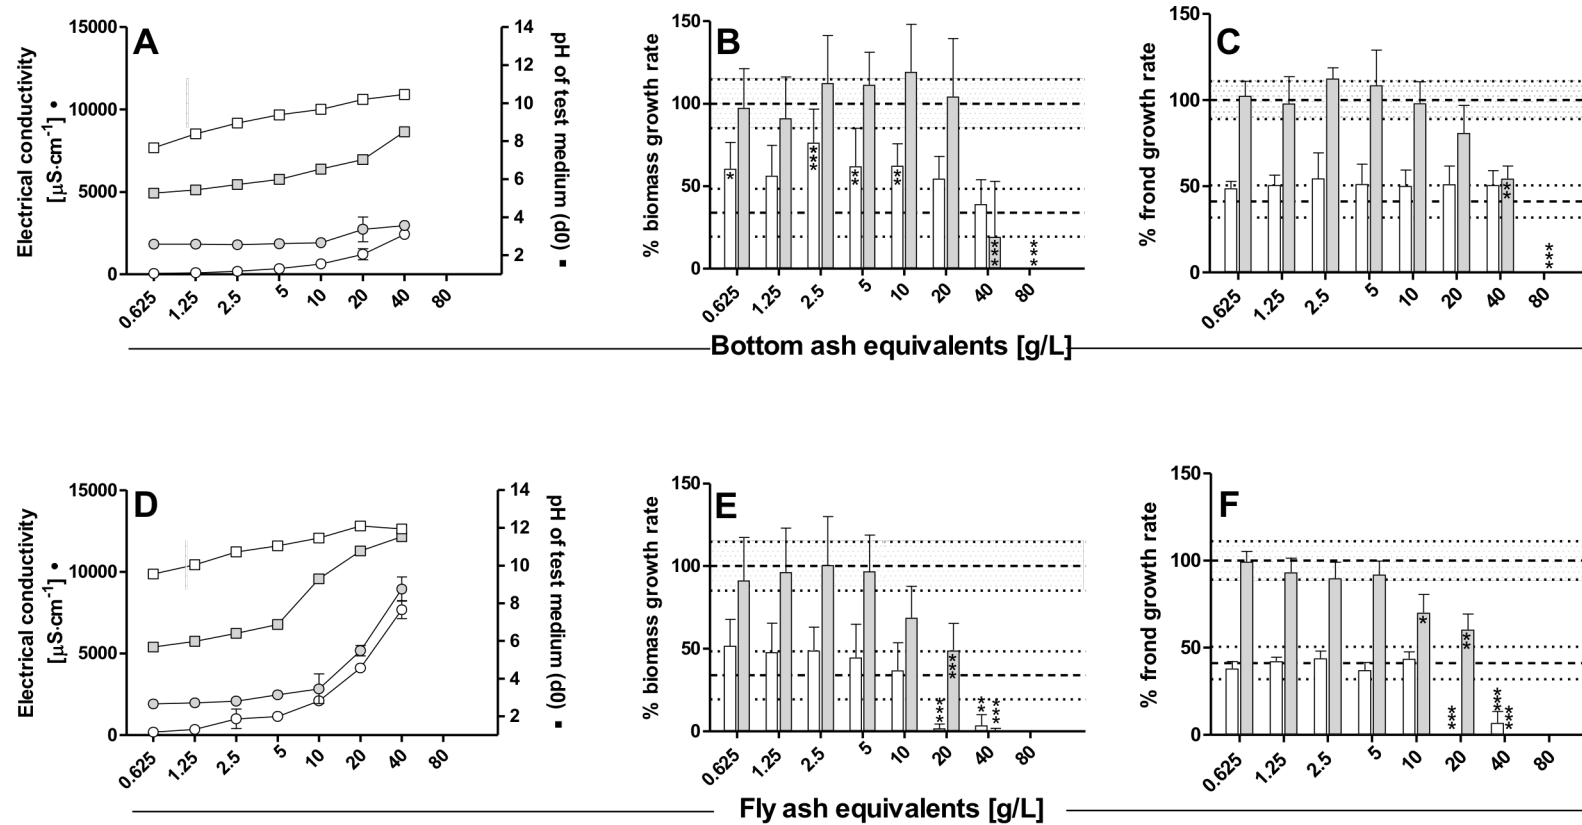 A
Electrical conductivity
[µS·cm-1] •
15000
10000
5000
0
14
12
10
8
6
4
2
pH of test medium (d0) ▪
0.625 1.25 2.5 5 10 20 40 80
B
% biomass growth rate
150
100
50
0
* *** ** ** *** ***
0.625 1.25 2.5 5 10 20 40 80
C
% frond growth rate
150
100
50
0
** ***
0.625 1.25 2.5 5 10 20 40 80
Bottom ash equivalents [g/L]
D
Electrical conductivity
[µS·cm-1] •
15000
10000
5000
0
14
12
10
8
6
4
2
pH of test medium (d0) ▪
0.625 1.25 2.5 5 10 20 40 80
E
% biomass growth rate
150
100
50
0
*** *** ** ***
0.625 1.25 2.5 5 10 20 40 80
F
% frond growth rate
150
100
50
0
* *** ** *** ***
0.625 1.25 2.5 5 10 20 40 80
Fly ash equivalents [g/L]